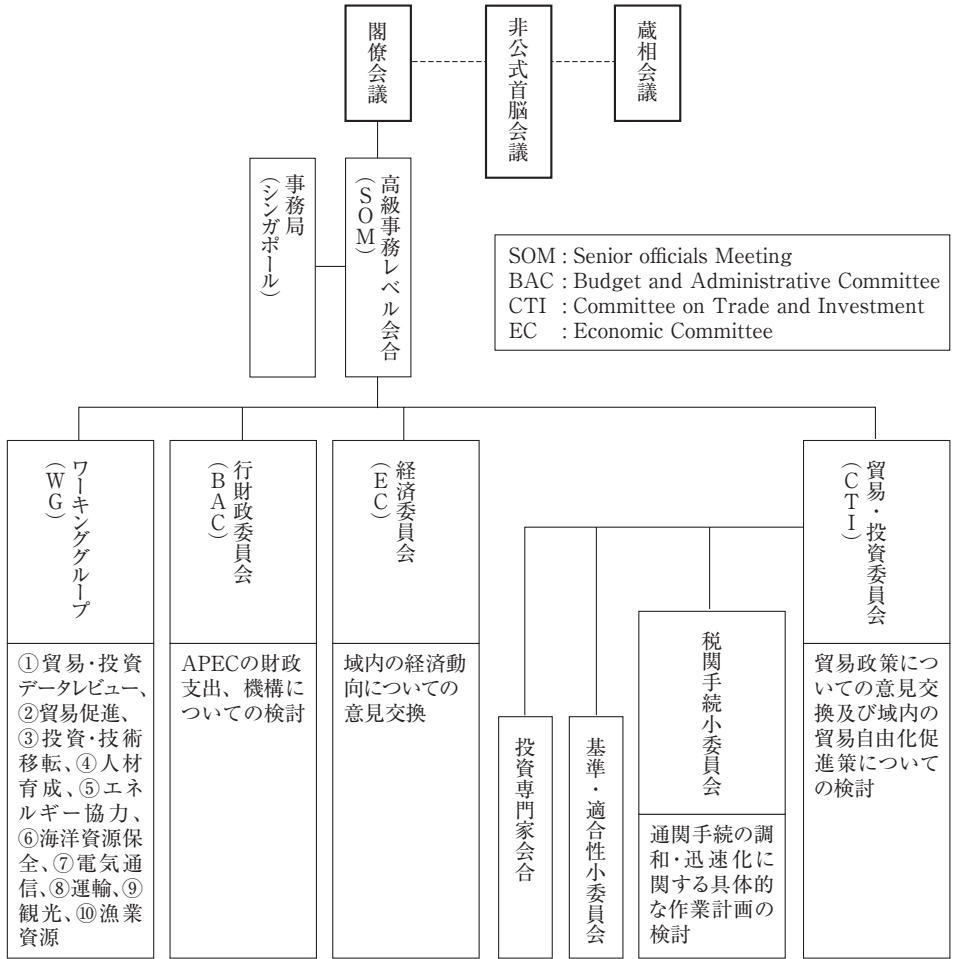 閣僚会議
非公式首脳会議
蔵相会議
事務局
（シンガポール）
高級事務レベル会合
（SOM）
SOM : Senior officials Meeting
BAC : Budget and Administrative Committee
CTI : Committee on Trade and Investment
EC : Economic Committee
ワーキンググループ
（WG）
①貿易・投資
データレビュー、
②貿易促進、
③投資・技術
移転、④人材
育成、⑤エネ
ルギー協力、
⑥海洋資源保
全、⑦電気通
信、⑧運輸、⑨
観光、⑩漁業
資源
行財政委員会
（BAC）
APECの財政
支出、機構に
ついての検討
経済委員会
（EC）
域内の経済動
向についての
意見交換
投資専門家会合
基準・適合性小委員会
税関手続小委員会
通関手続の調
和・迅速化に
関する具体的
な作業計画の
検討
貿易・投資委員会
（CTI）
貿易政策につ
いての意見交
換及び域内の
貿易自由化促
進策について
の検討